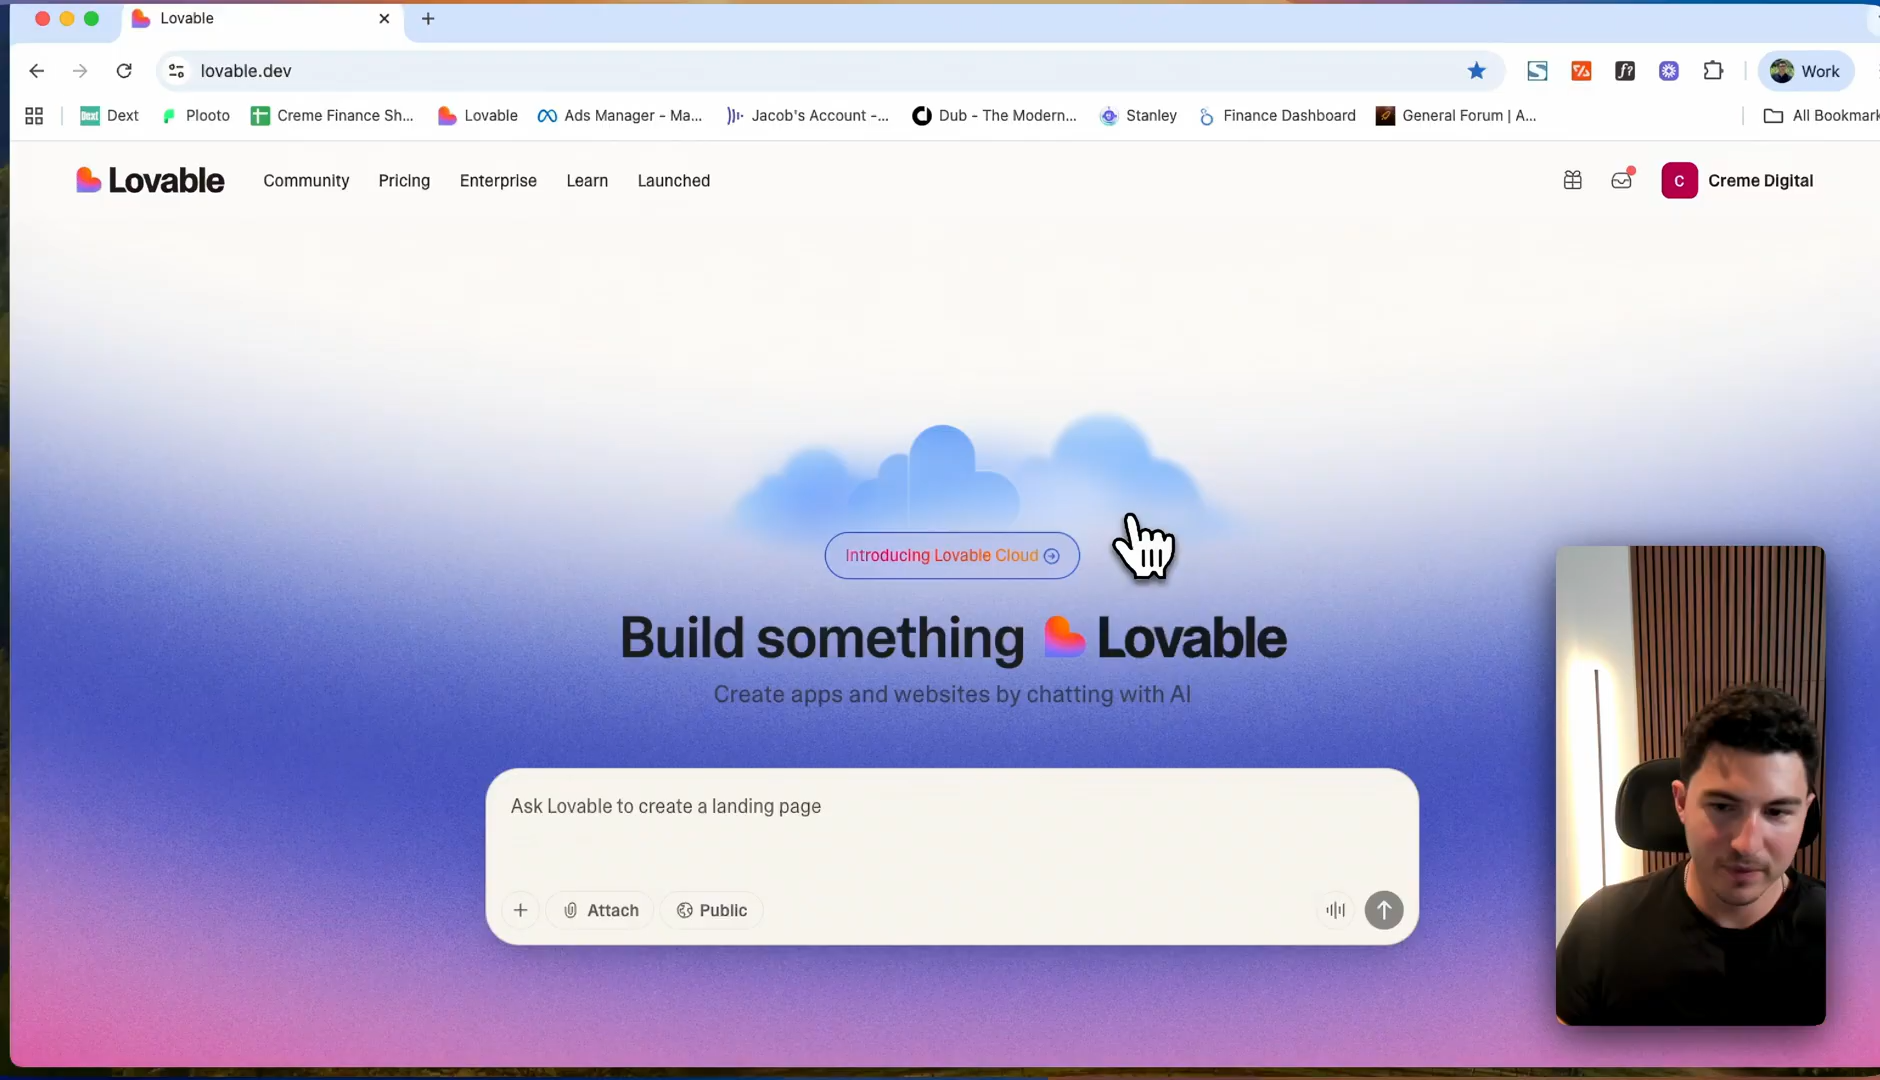 Lovable
lovable.dev
Work
Dext Dext
Plooto
Creme Finance Sh...
Lovable
Ads Manager - Ma...
Jacob's Account -...
Dub - The Modern...
Stanley
Finance Dashboard
General Forum | A...
All Bookmark
Lovable
Community
Pricing
Enterprise
Learn
Launched
C
Creme Digital
Introducing Lovable Cloud
Build something Lovable
Create apps and websites by chatting with AI
Ask Lovable to create a landing page
Attach
Public